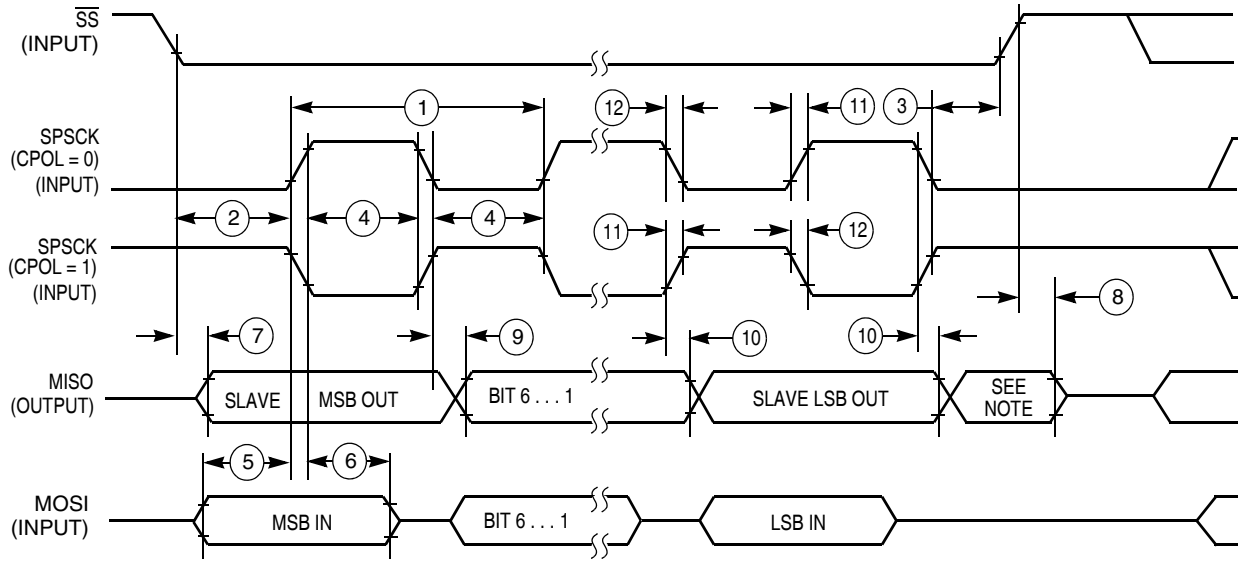 SS
(INPUT)
1
12
11
3
SPSCK
(CPOL = 0)
(INPUT)
2
4
4
11
12
SPSCK
(CPOL = 1)
(INPUT)
8
7
9
10
10
MISO
(OUTPUT)
SLAVE MSB OUT
BIT 6 . . . 1
SLAVE LSB OUT
SEE
NOTE
5
6
MOSI
(INPUT)
MSB IN
BIT 6 . . . 1
LSB IN